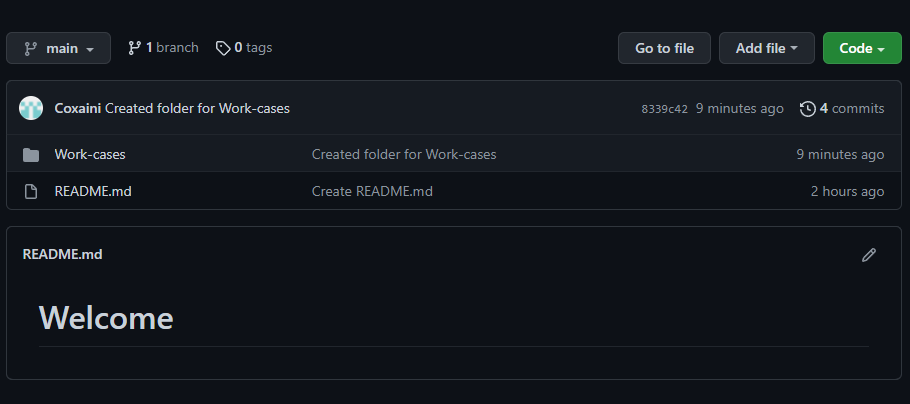 main 1 branch 0 tags Go to file Add file Code
Coxaini Created folder for Work-cases 8339c42 9 minutes ago 4 commits
Work-cases Created folder for Work-cases 9 minutes ago
README.md Create README.md 2 hours ago
README.md
Welcome